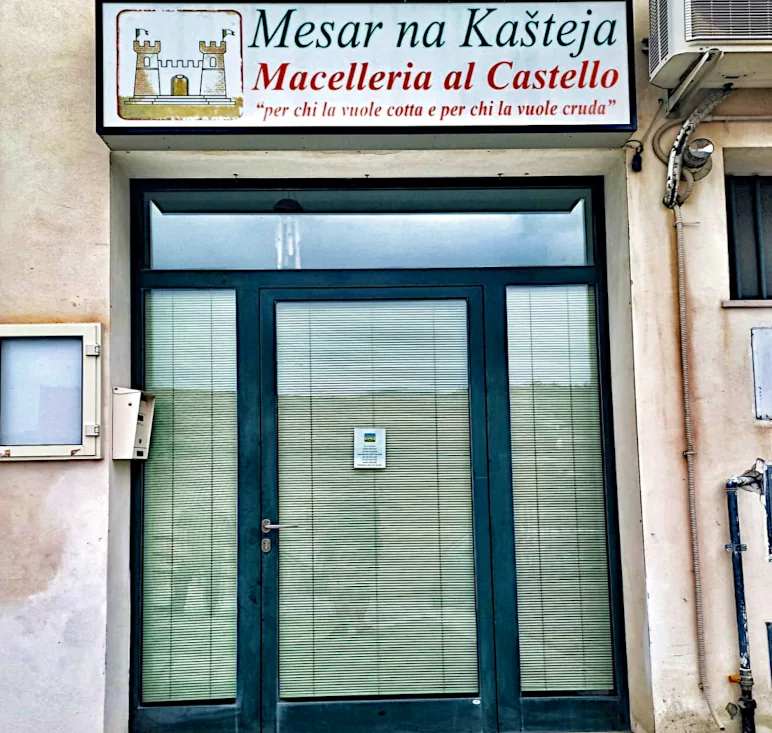 Mesar na Kašteja
Macelleria al Castello
“per chi la vuole cotta e per chi la vuole cruda”